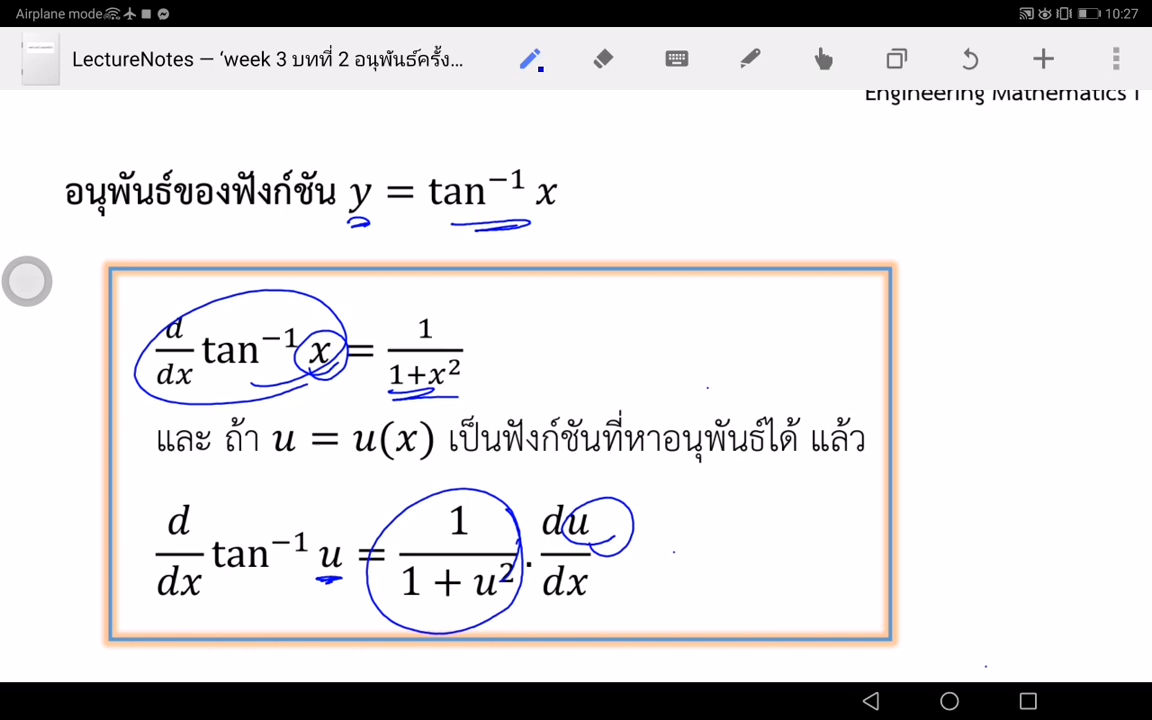 Airplane mode 10:27
LectureNotes – ‘week 3 บทที่ 2 อนุพันธ์ครั้ง...
Engineering Mathematics I
อนุพันธ์ของฟังก์ชัน y = tan⁻¹ x
d/dx tan⁻¹ x = 1/(1+x²)
และ ถ้า u = u(x) เป็นฟังก์ชันที่หาอนุพันธ์ได้ แล้ว
d/dx tan⁻¹ u = 1/(1 + u²) . du/dx